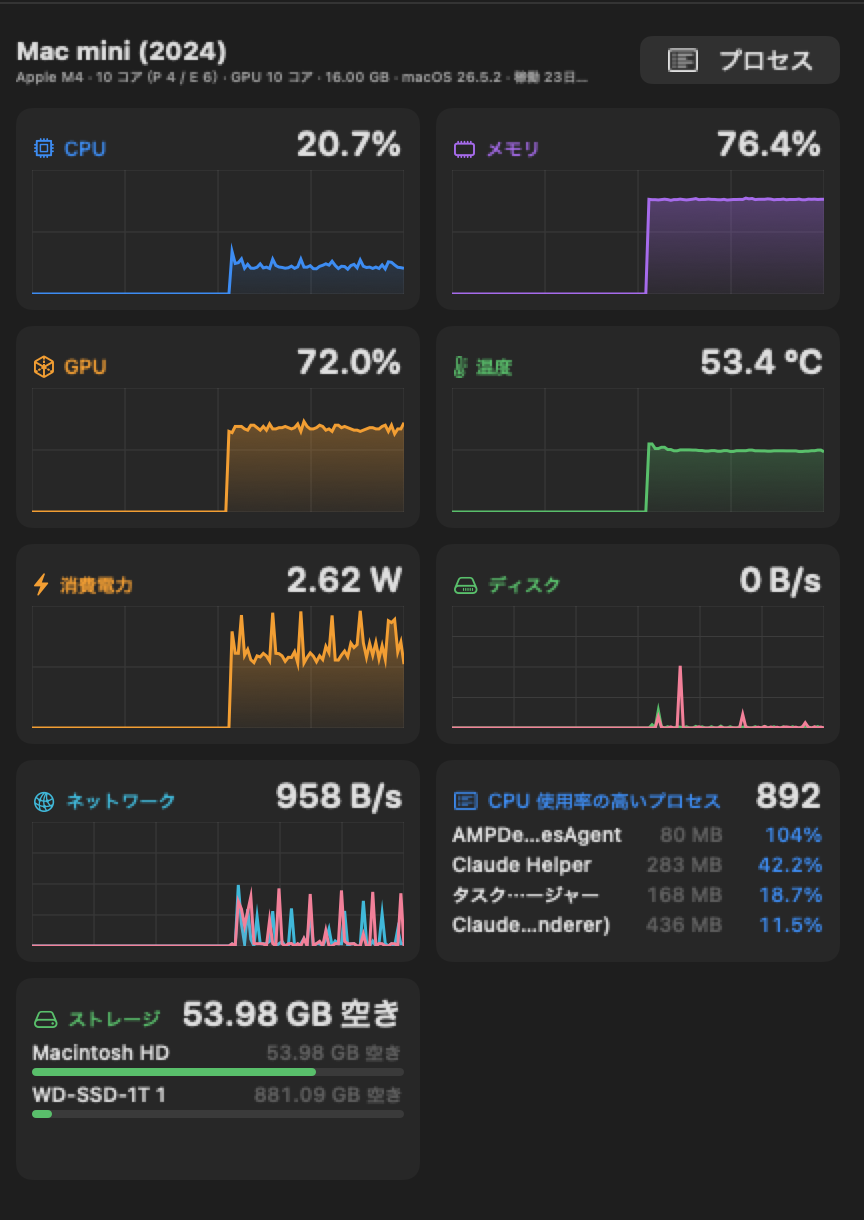 Mac mini (2024)
Apple M4 · 10 コア (P 4 / E 6) · GPU 10 コア · 16.00 GB · macOS 26.5.2 · 稼働 23日…
プロセス
CPU 20.7%
メモリ 76.4%
GPU 72.0%
温度 53.4 °C
消費電力 2.62 W
ディスク 0 B/s
ネットワーク 958 B/s
CPU 使用率の高いプロセス 892
AMPDe...esAgent 80 MB 104%
Claude Helper 283 MB 42.2%
タスク…ージャー 168 MB 18.7%
Claude...nderer) 436 MB 11.5%
ストレージ 53.98 GB 空き
Macintosh HD 53.98 GB 空き
WD-SSD-1T 1 881.09 GB 空き